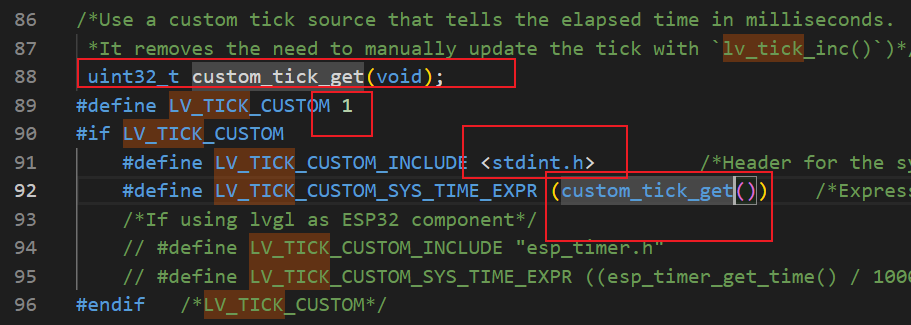 86 /*Use a custom tick source that tells the elapsed time in milliseconds.
87 *It removes the need to manually update the tick with `lv_tick_inc()`)*/
88 uint32_t custom_tick_get(void);
89 #define LV_TICK_CUSTOM 1
90 #if LV_TICK_CUSTOM
91 #define LV_TICK_CUSTOM_INCLUDE <stdint.h> /*Header for the sy
92 #define LV_TICK_CUSTOM_SYS_TIME_EXPR (custom_tick_get()) /*Express
93 /*If using lvgl as ESP32 component*/
94 // #define LV_TICK_CUSTOM_INCLUDE "esp_timer.h"
95 // #define LV_TICK_CUSTOM_SYS_TIME_EXPR ((esp_timer_get_time() / 1000
96 #endif /*LV_TICK_CUSTOM*/